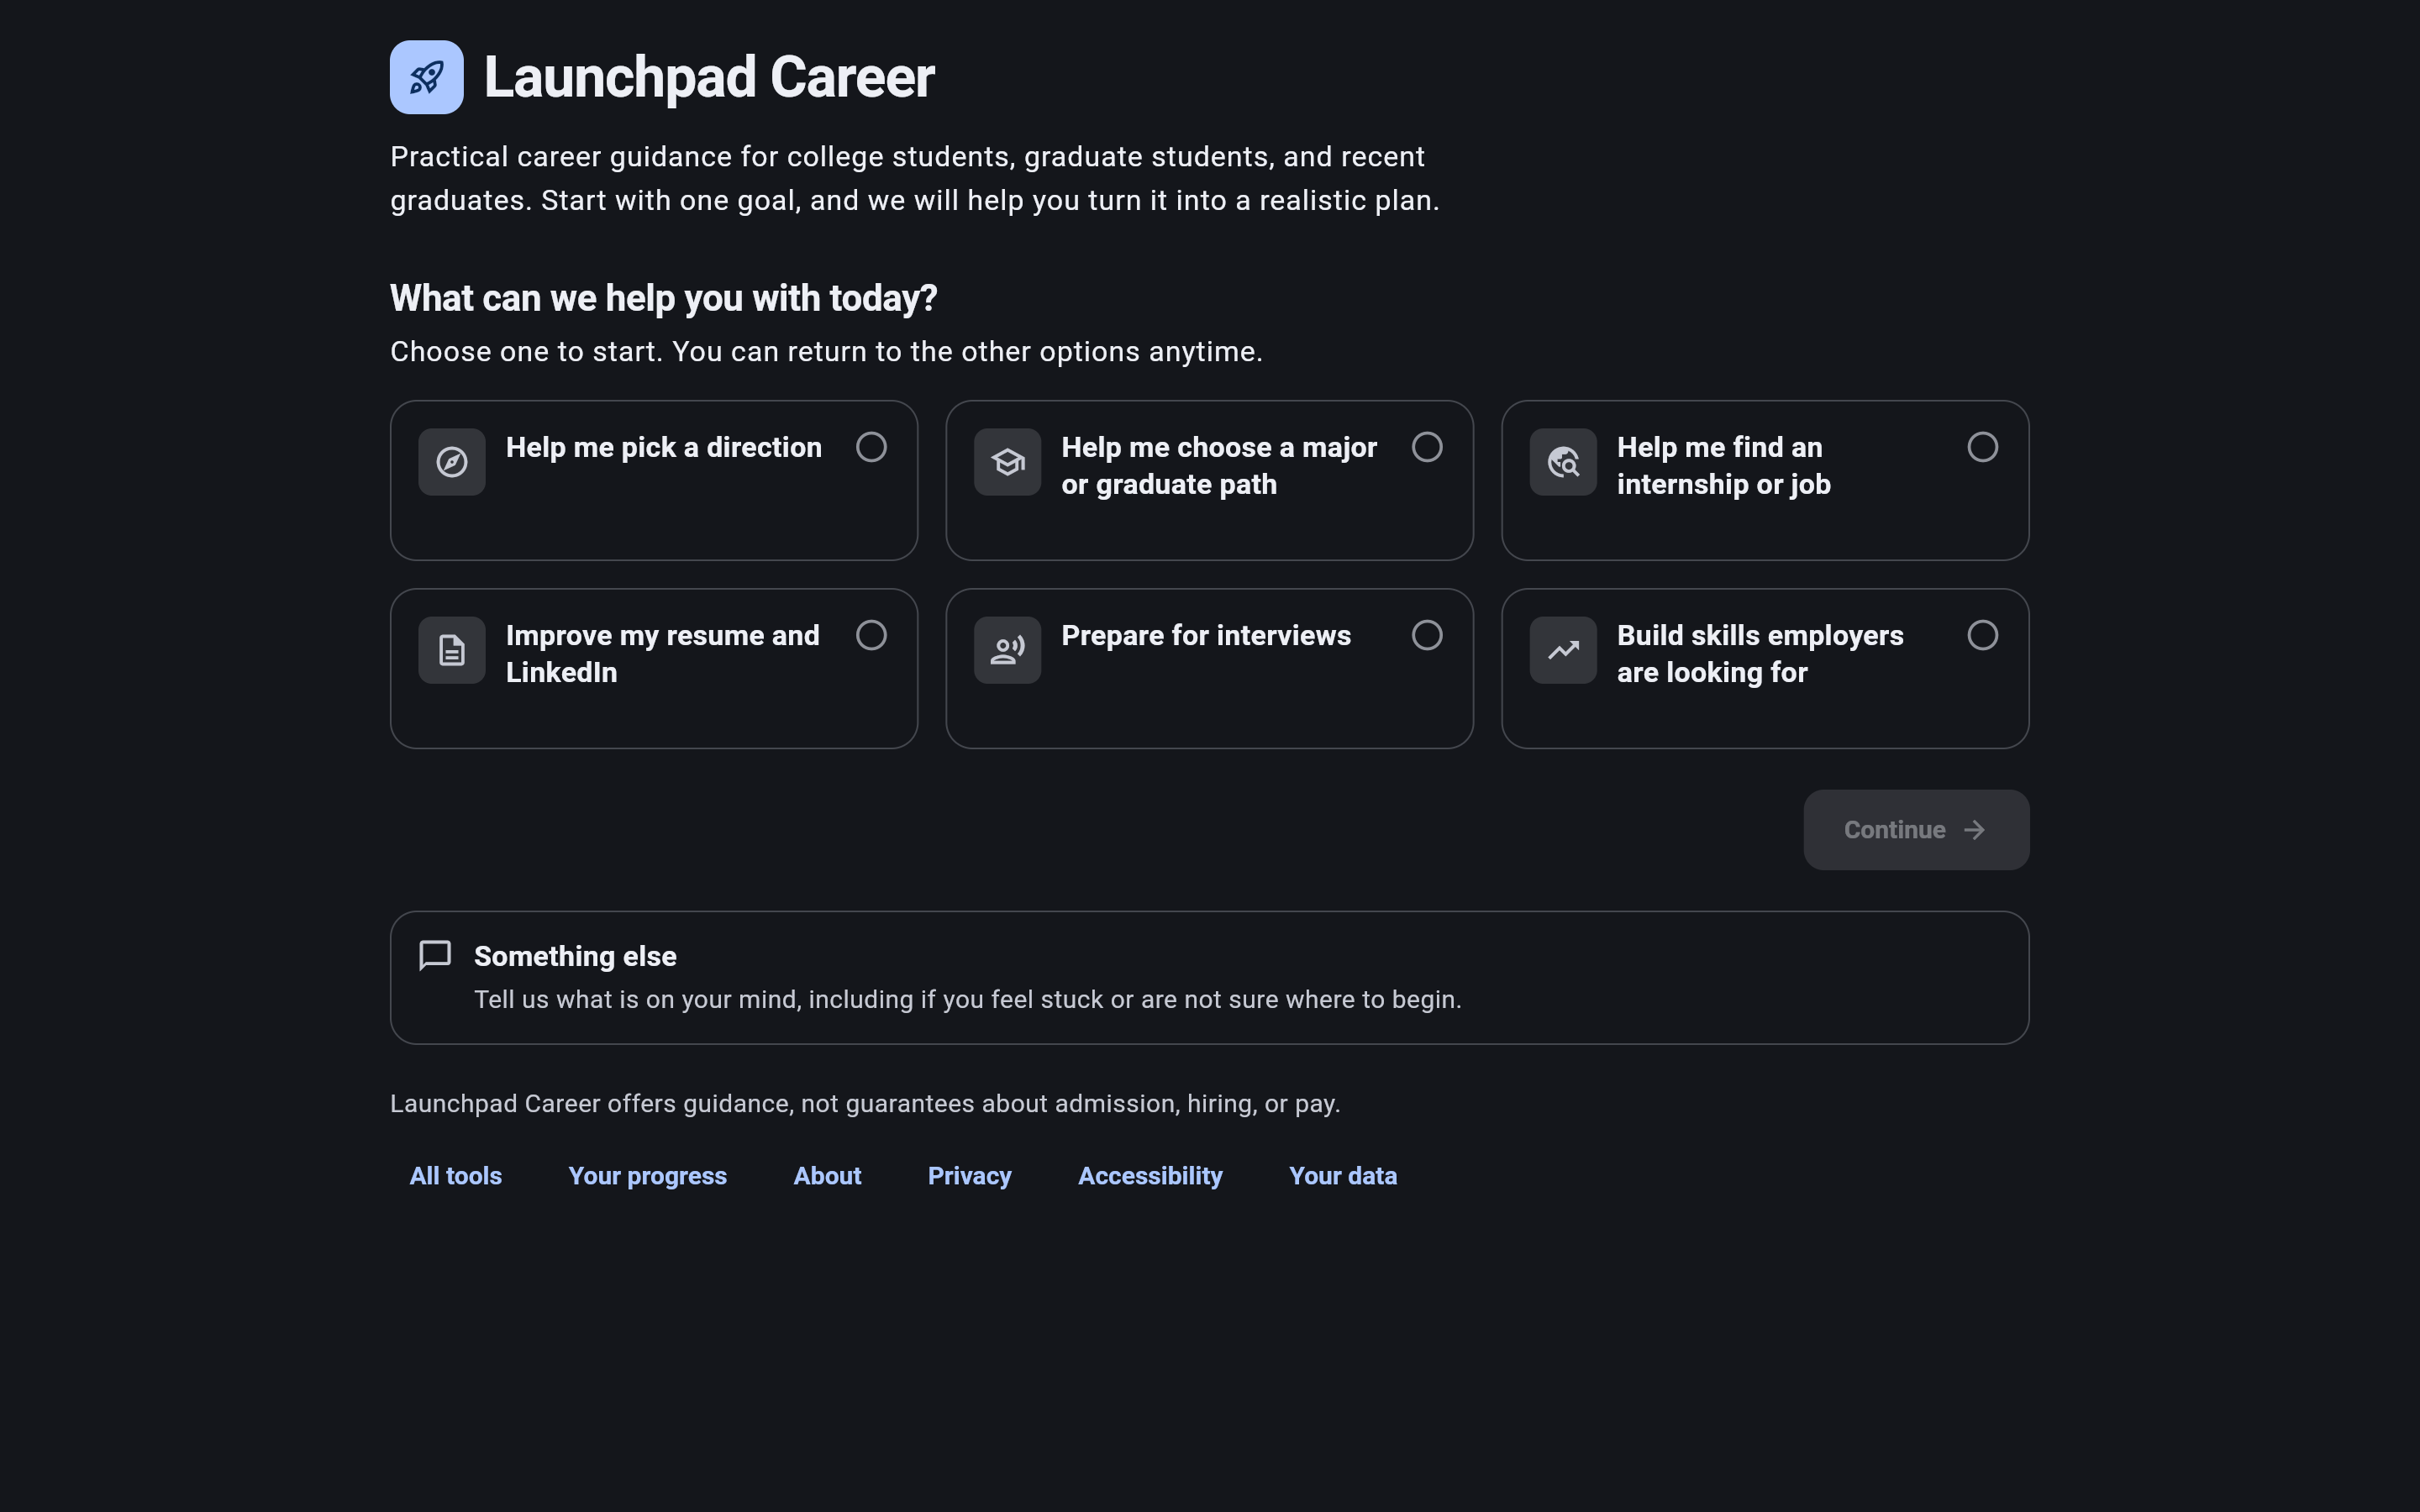 Launchpad Career
Practical career guidance for college students, graduate students, and recent
graduates. Start with one goal, and we will help you turn it into a realistic plan.
What can we help you with today?
Choose one to start. You can return to the other options anytime.
Help me pick a direction
Help me choose a major
or graduate path
Help me find an
internship or job
Improve my resume and
LinkedIn
Prepare for interviews
Build skills employers
are looking for
Continue
Something else
Tell us what is on your mind, including if you feel stuck or are not sure where to begin.
Launchpad Career offers guidance, not guarantees about admission, hiring, or pay.
All tools Your progress About Privacy Accessibility Your data